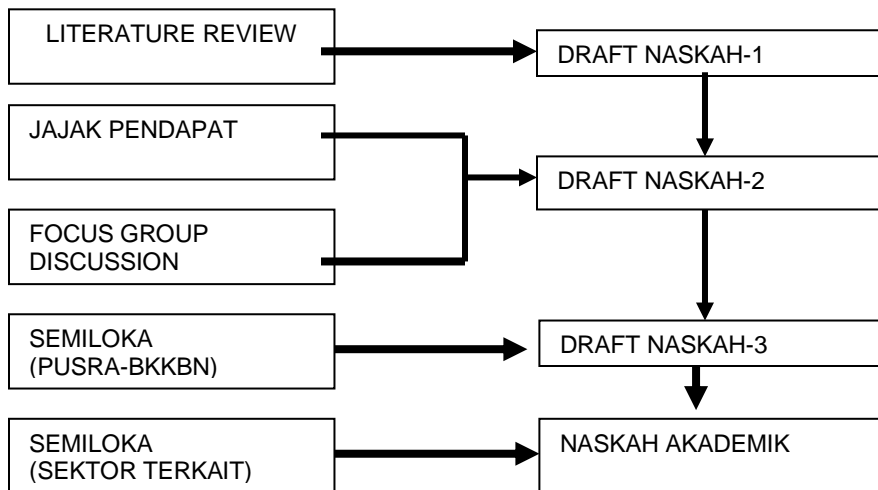 LITERATURE REVIEW
DRAFT NASKAH-1
JAJAK PENDAPAT
DRAFT NASKAH-2
FOCUS GROUP
DISCUSSION
SEMILOKA
(PUSRA-BKKBN)
DRAFT NASKAH-3
SEMILOKA
(SEKTOR TERKAIT)
NASKAH AKADEMIK